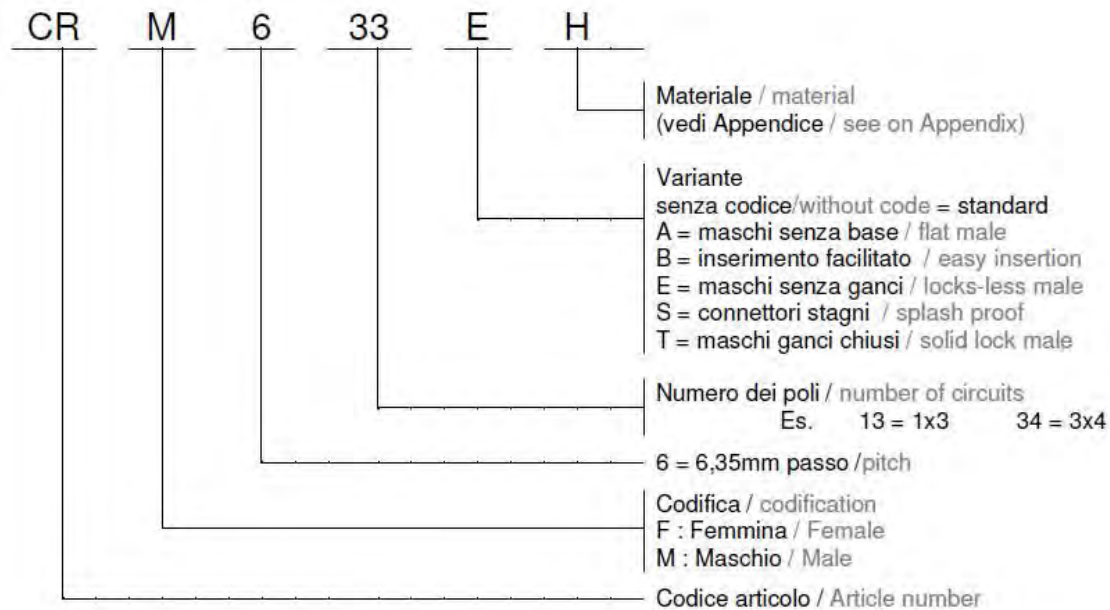 CR M 6 33 E H
Materiale / material
(vedi Appendice / see on Appendix)
Variante
senza codice/without code = standard
A = maschi senza base / flat male
B = inserimento facilitato / easy insertion
E = maschi senza ganci / locks-less male
S = connettori stagni / splash proof
T = maschi ganci chiusi / solid lock male
Numero dei poli / number of circuits
Es. 13 = 1x3 34 = 3x4
6 = 6,35mm passo /pitch
Codifica / codification
F : Femmina / Female
M : Maschio / Male
Codice articolo / Article number